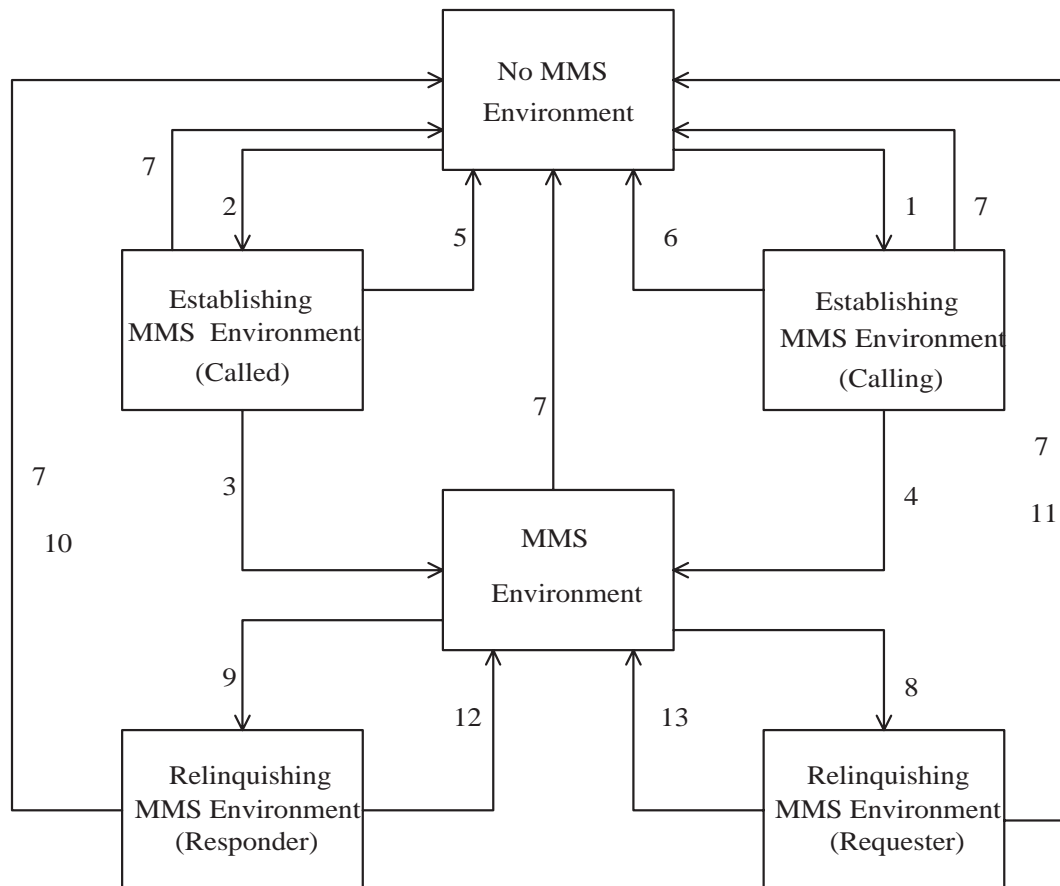 No MMS
Environment
7
2
5
6
1
7
Establishing
MMS Environment
(Called)
Establishing
MMS Environment
(Calling)
7
3
4
7
10
7
11
MMS
Environment
9
12
13
8
Relinquishing
MMS Environment
(Responder)
Relinquishing
MMS Environment
(Requester)